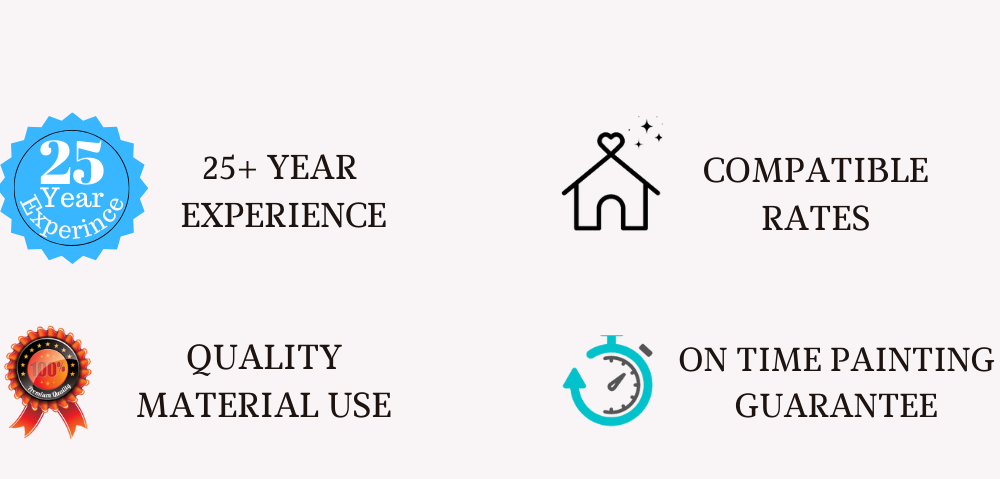 25
Year
Experince
25+ YEAR
EXPERIENCE
COMPATIBLE
RATES
100%
Premium Quality
QUALITY
MATERIAL USE
ON TIME PAINTING
GUARANTEE